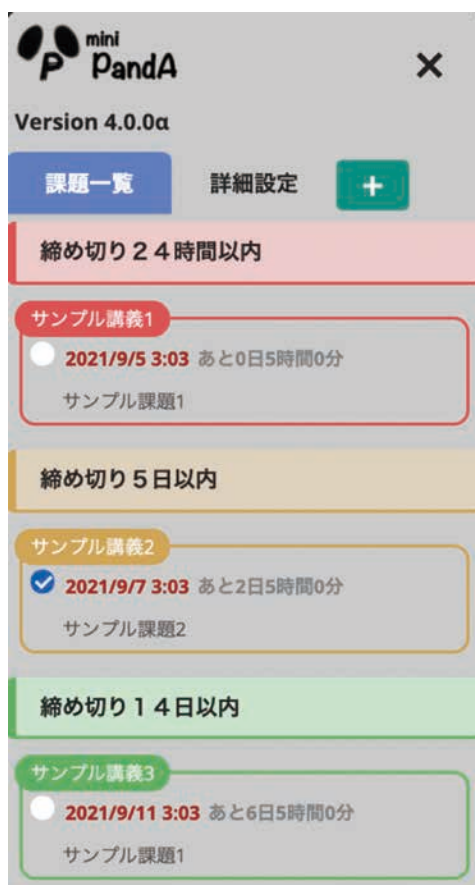 mini
PandA
×
Version 4.0.0α
課題一覧
詳細設定
+
締め切り２４時間以内
サンプル講義1
2021/9/5 3:03 あと0日5時間0分
サンプル課題1
締め切り５日以内
サンプル講義2
2021/9/7 3:03 あと2日5時間0分
サンプル課題2
締め切り１４日以内
サンプル講義3
2021/9/11 3:03 あと6日5時間0分
サンプル課題1